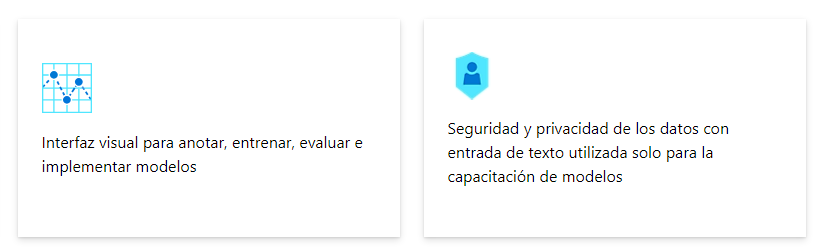 Interfaz visual para anotar, entrenar, evaluar e
implementar modelos
Seguridad y privacidad de los datos con
entrada de texto utilizada solo para la
capacitación de modelos